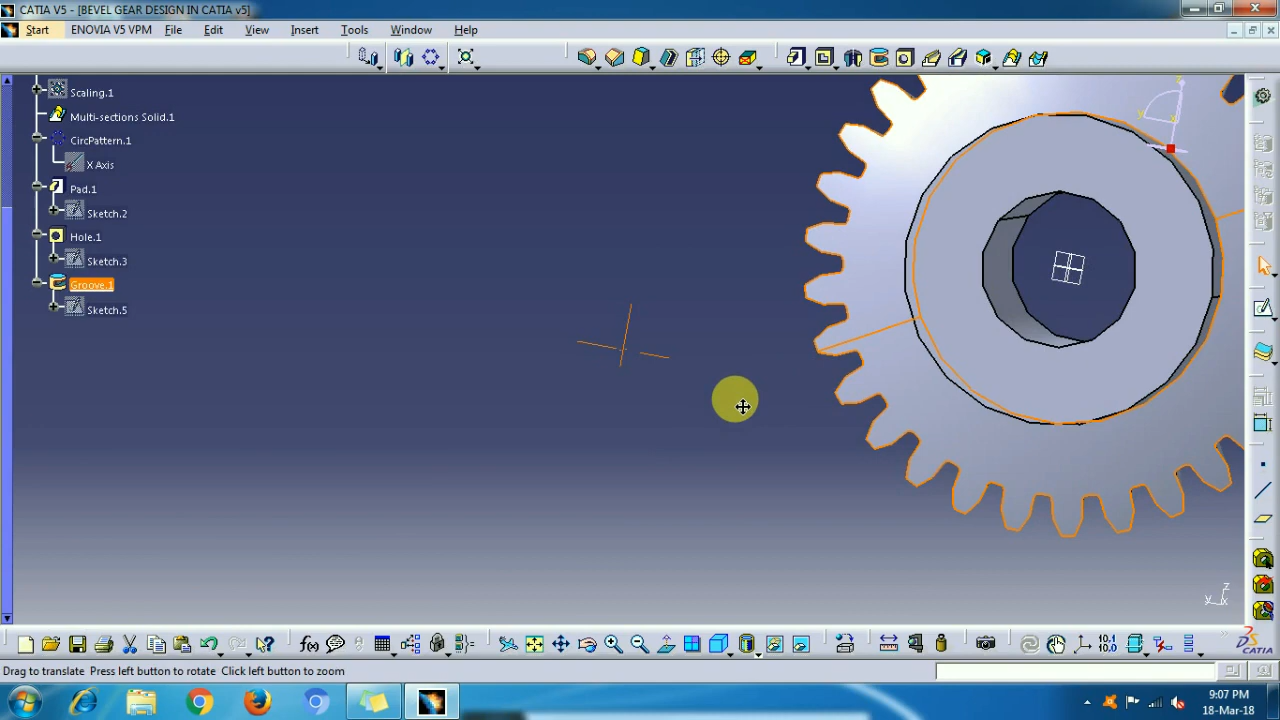 CATIA V5 - [BEVEL GEAR DESIGN IN CATIA v5]
Start ENOVIA V5 VPM File Edit View Insert Tools Window Help
Scaling.1
Multi-sections Solid.1
CircPattern.1
X Axis
Pad.1
Sketch.2
Hole.1
Sketch.3
Groove.1
Sketch.5
z
y x
f(x)
10.1
CATIA
Drag to translate Press left button to rotate Click left button to zoom
9:07 PM
18-Mar-18